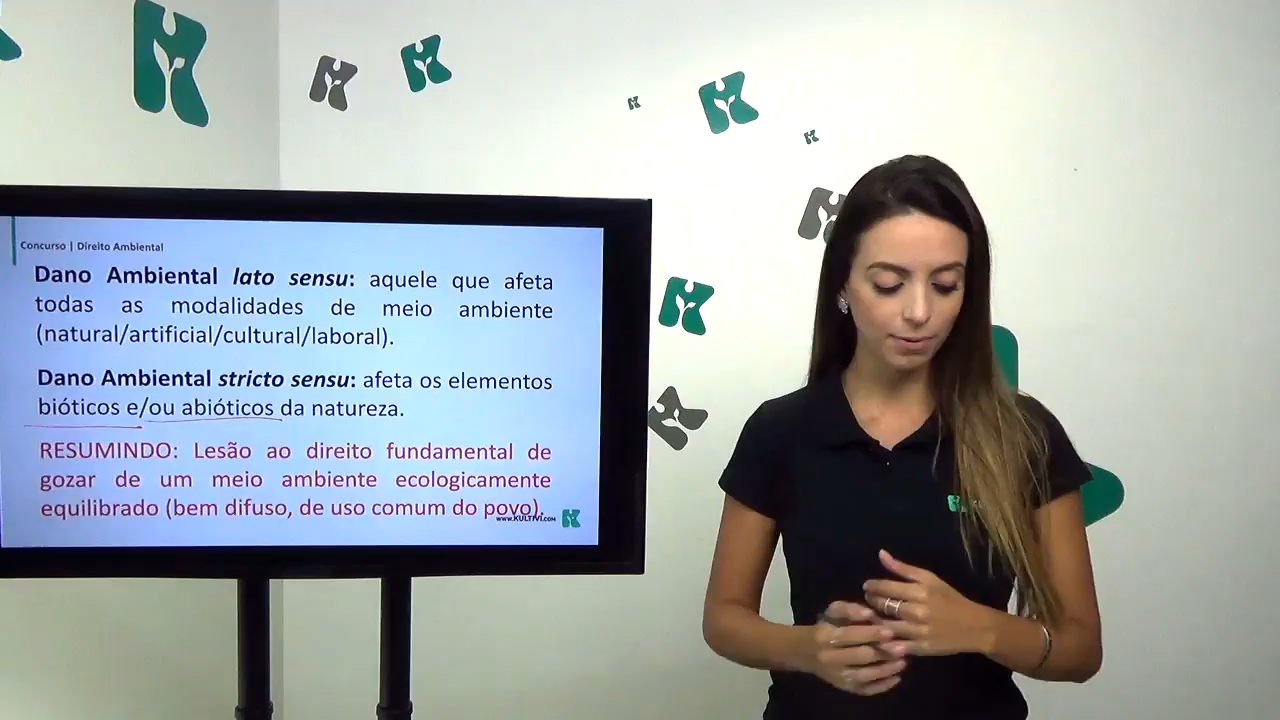 Concurso | Direito Ambiental
Dano Ambiental lato sensu: aquele que afeta
todas as modalidades de meio ambiente
(natural/artificial/cultural/laboral).
Dano Ambiental stricto sensu: afeta os elementos
bióticos e/ou abióticos da natureza.
RESUMINDO: Lesão ao direito fundamental de
gozar de um meio ambiente ecologicamente
equilibrado (bem difuso, de uso comum do povo).
www.KULTIVI.COM